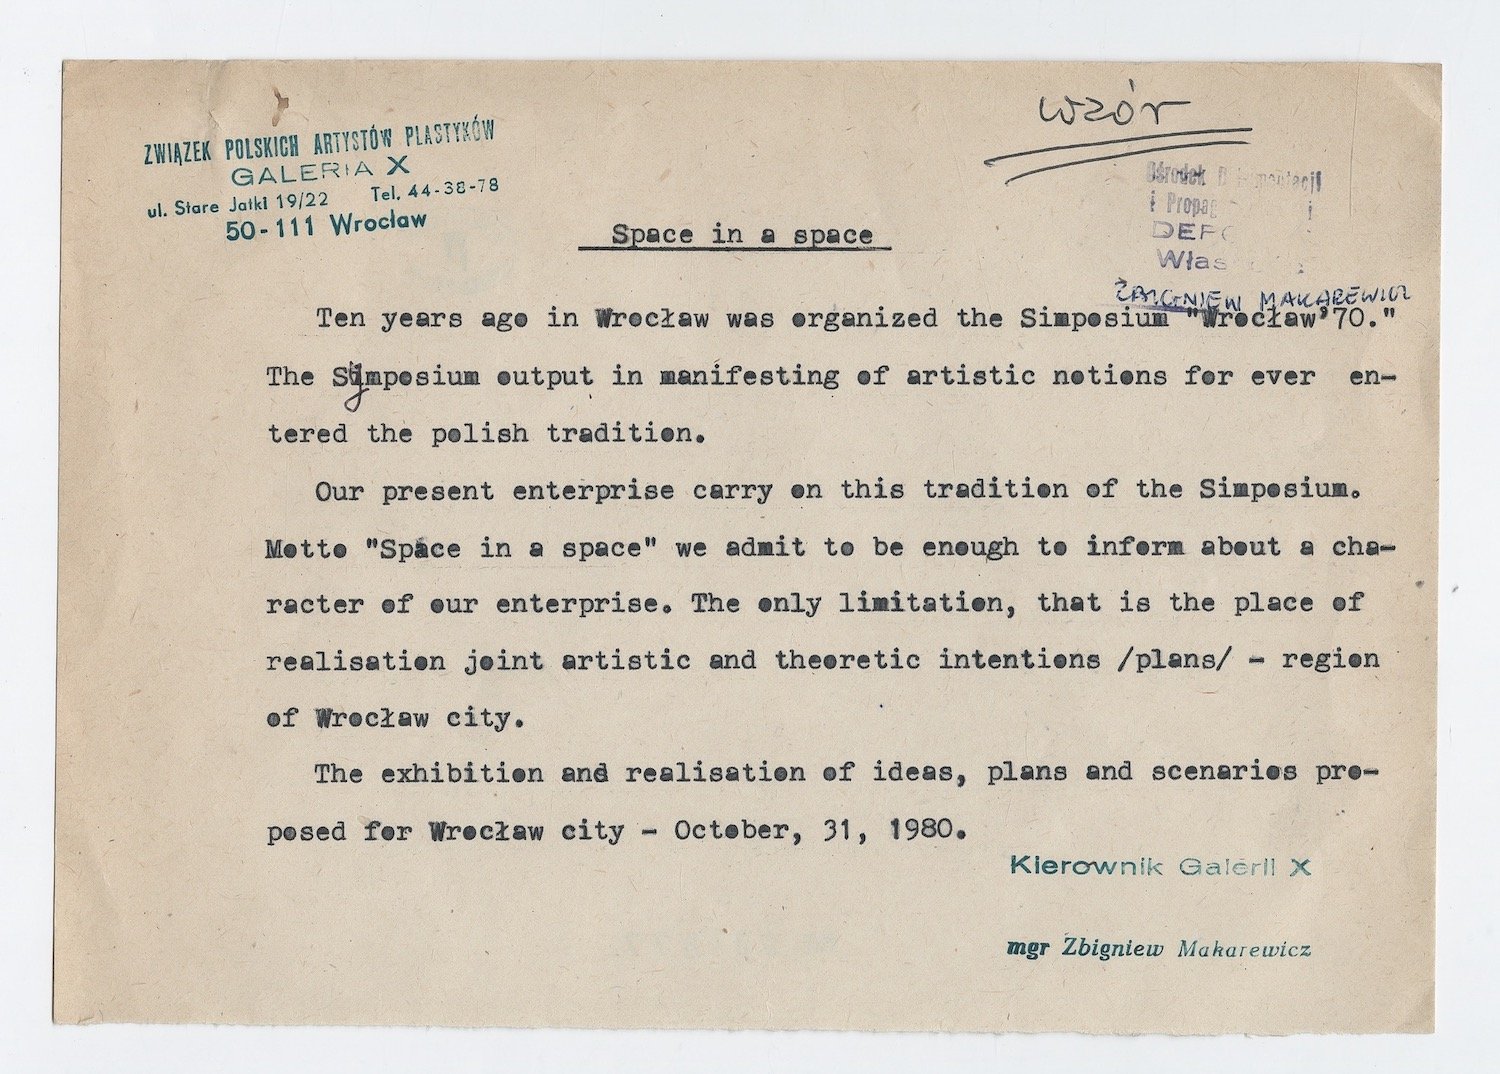 ZWIĄZEK POLSKICH ARTYSTÓW PLASTYKÓW
GALERIA X
ul. Stare Jatki 19/22 Tel. 44-38-78
50-111 Wrocław
wzór
Ośrodek
i
ZBIGNIEW MAKAREWICZ
Space in a space
Ten years ago in Wrocław was organized the Simposium "Wrocław'70."
The Symposium output in manifesting of artistic notions for ever en-
tered the polish tradition.
Our present enterprise carry on this tradition of the Simposium.
Motto "Space in a space" we admit to be enough to inform about a cha-
racter of our enterprise. The only limitation, that is the place of
realisation joint artistic and theoretic intentions /plans/ - region
of Wrocław city.
The exhibition and realisation of ideas, plans and scenarios pro-
posed for Wrocław city - October, 31, 1980.
Kierownik Galerii X
mgr Zbigniew Makarewicz